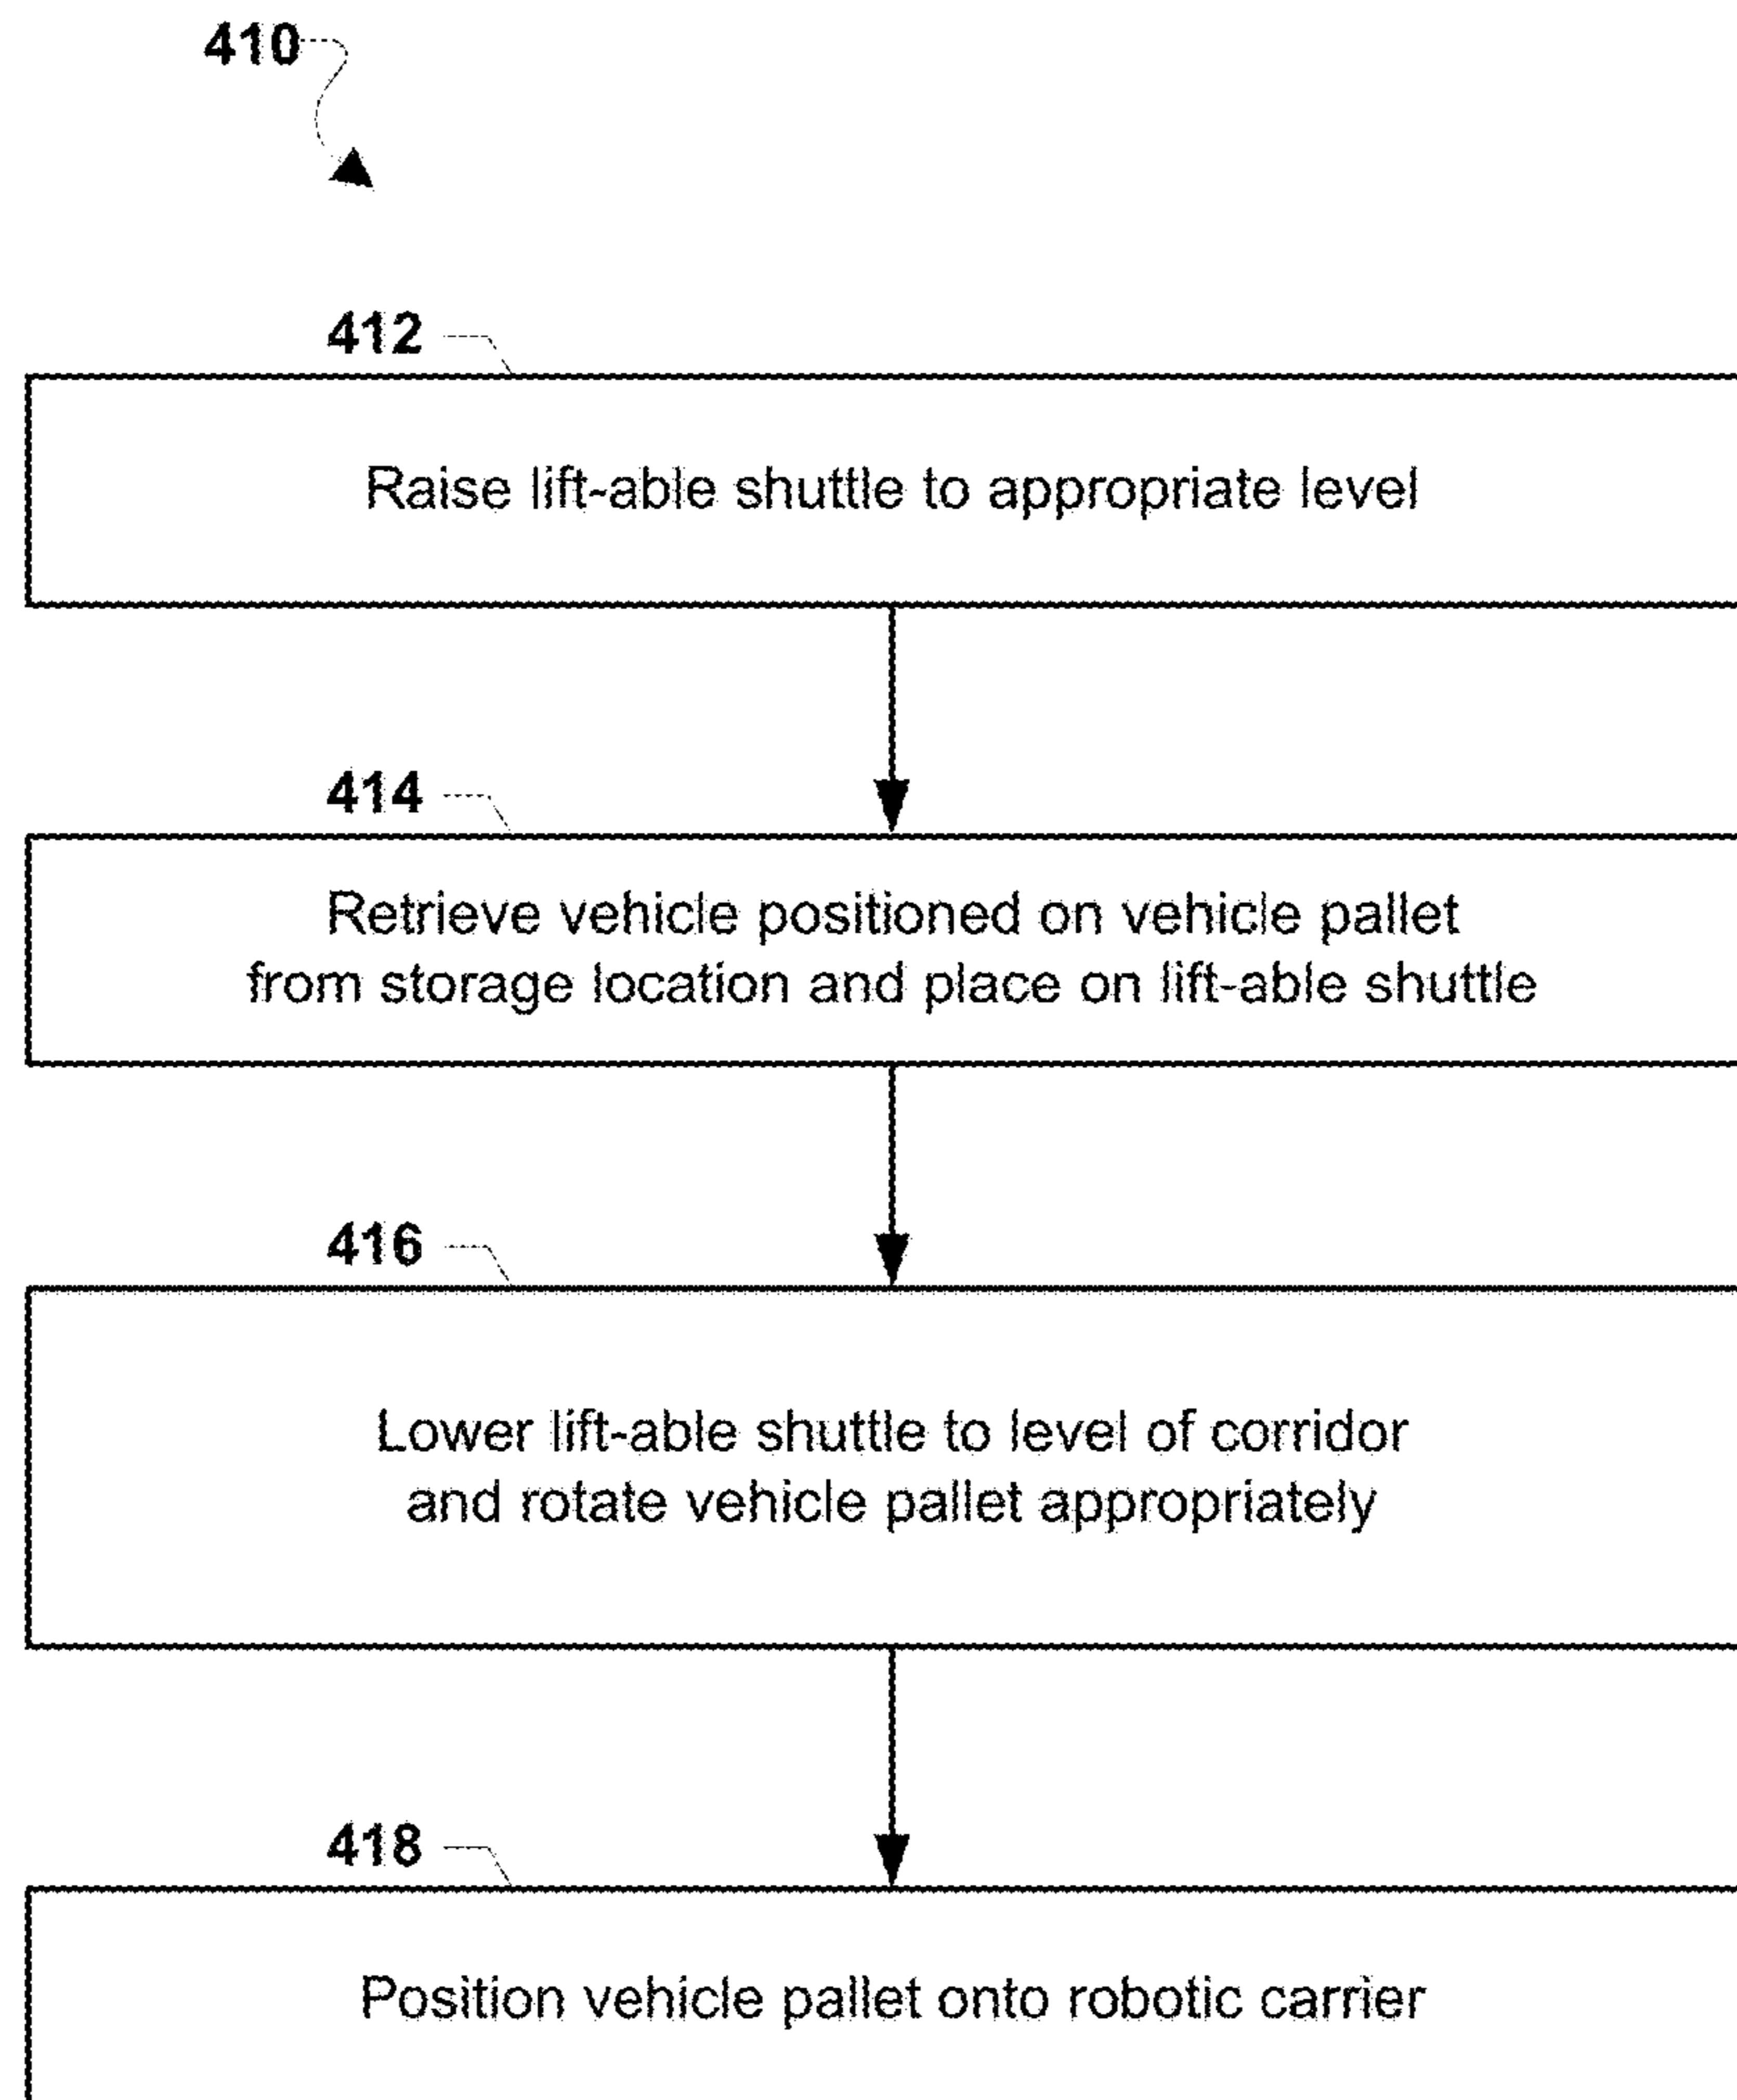 410
412
Raise lift-able shuttle to appropriate level
414
Retrieve vehicle positioned on vehicle pallet
from storage location and place on lift-able shuttle
416
Lower lift-able shuttle to level of corridor
and rotate vehicle pallet appropriately
418
Position vehicle pallet onto robotic carrier